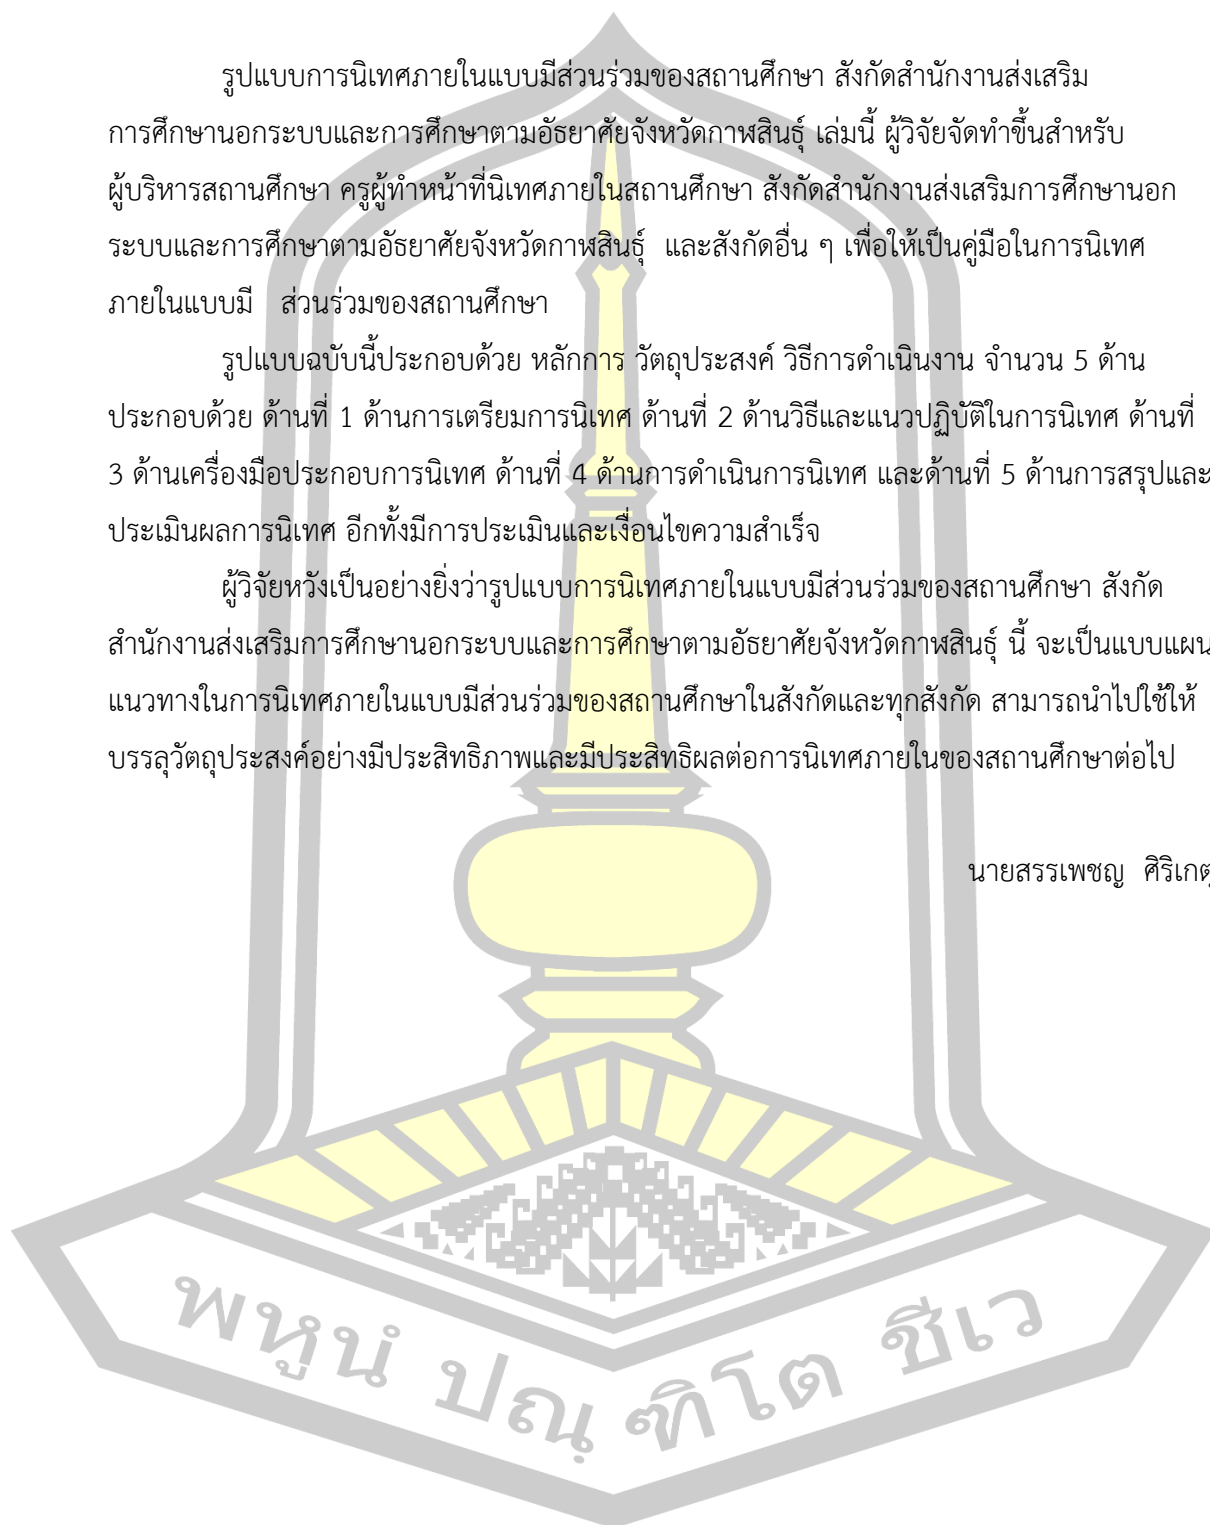 รูปแบบการนิเทศภายในแบบมีส่วนร่วมของสถานศึกษา สังกัดสำนักงานส่งเสริม
การศึกษานอกระบบและการศึกษาตามอัธยาศัยจังหวัดกาฬสินธุ์ เล่มนี้ ผู้วิจัยจัดทำขึ้นสำหรับ
ผู้บริหารสถานศึกษา ครูผู้ทำหน้าที่นิเทศภายในสถานศึกษา สังกัดสำนักงานส่งเสริมการศึกษานอก
ระบบและการศึกษาตามอัธยาศัยจังหวัดกาฬสินธุ์  และสังกัดอื่น ๆ เพื่อให้เป็นคู่มือในการนิเทศ
ภายในแบบมี  ส่วนร่วมของสถานศึกษา
รูปแบบฉบับนี้ประกอบด้วย หลักการ วัตถุประสงค์ วิธีการดำเนินงาน จำนวน 5 ด้าน
ประกอบด้วย ด้านที่ 1 ด้านการเตรียมการนิเทศ ด้านที่ 2 ด้านวิธีและแนวปฏิบัติในการนิเทศ ด้านที่
3 ด้านเครื่องมือประกอบการนิเทศ ด้านที่ 4 ด้านการดำเนินการนิเทศ และด้านที่ 5 ด้านการสรุปและ
ประเมินผลการนิเทศ อีกทั้งมีการประเมินและเงื่อนไขความสำเร็จ
ผู้วิจัยหวังเป็นอย่างยิ่งว่ารูปแบบการนิเทศภายในแบบมีส่วนร่วมของสถานศึกษา สังกัด
สำนักงานส่งเสริมการศึกษานอกระบบและการศึกษาตามอัธยาศัยจังหวัดกาฬสินธุ์ นี้ จะเป็นแบบแผน
แนวทางในการนิเทศภายในแบบมีส่วนร่วมของสถานศึกษาในสังกัดและทุกสังกัด สามารถนำไปใช้ให้
บรรลุวัตถุประสงค์อย่างมีประสิทธิภาพและมีประสิทธิผลต่อการนิเทศภายในของสถานศึกษาต่อไป
นายสรรเพชญ
พหูนํ ปณฺฑิโต ชีเว